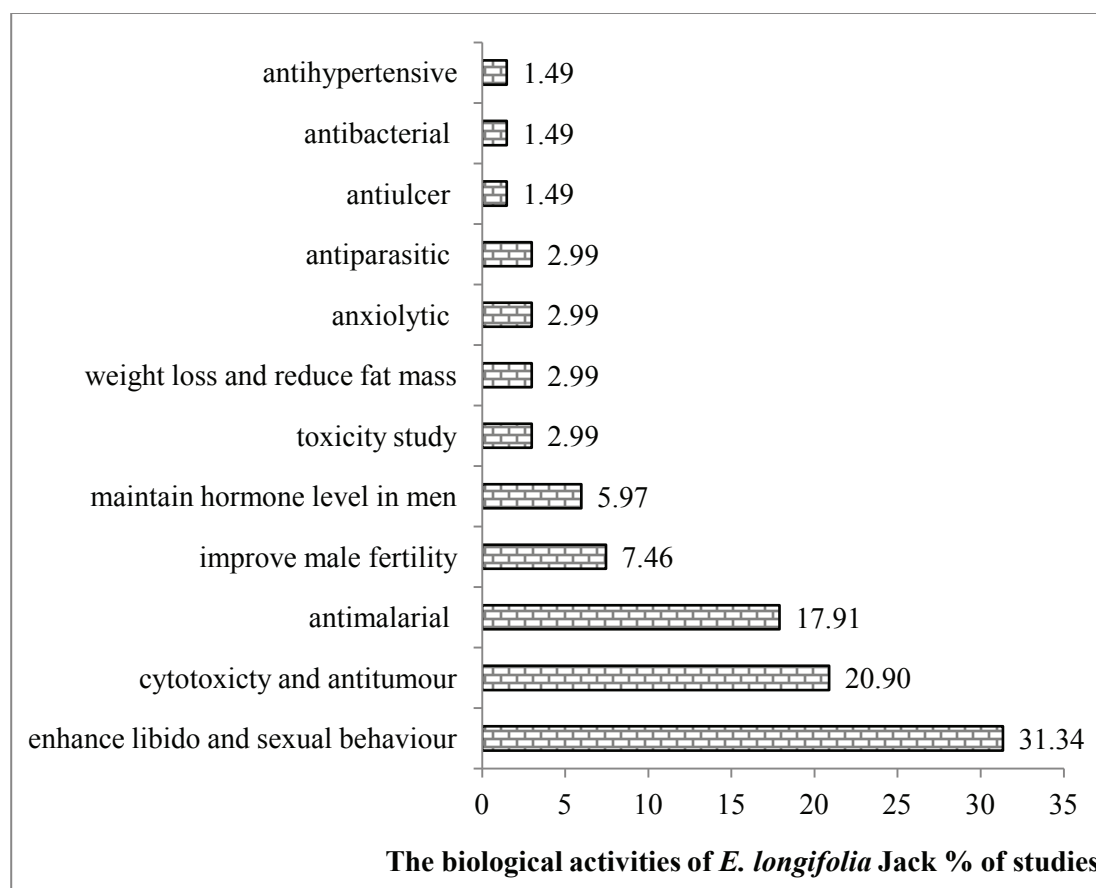 antihypertensive 1.49
antibacterial 1.49
antiulcer 1.49
antiparasitic 2.99
anxiolytic 2.99
weight loss and reduce fat mass 2.99
toxicity study 2.99
maintain hormone level in men 5.97
improve male fertility 7.46
antimalarial 17.91
cytotoxicty and antitumour 20.90
enhance libido and sexual behaviour 31.34
0 5 10 15 20 25 30 35
The biological activities of E. longifolia Jack % of studies